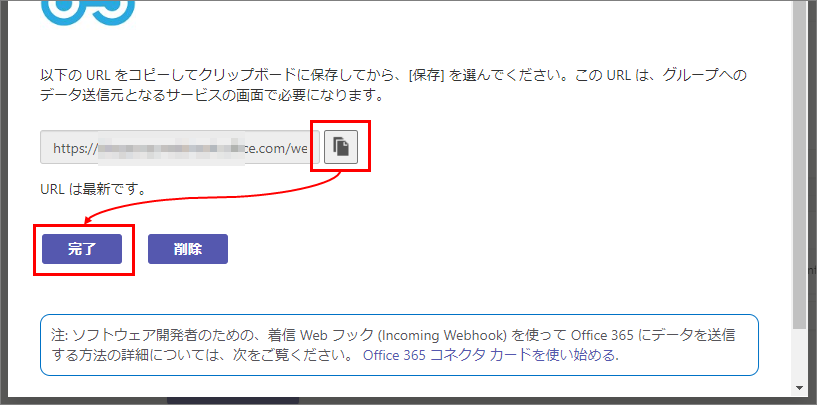 以下の URL をコピーしてクリップボードに保存してから、[保存] を選んでください。この URL は、グループへの
データ送信元となるサービスの画面で必要になります。
https:// ce.com/we
URL は最新です。
完了 削除
注: ソフトウェア開発者のための、着信 Web フック (Incoming Webhook) を使って Office 365 にデータを送信
する方法の詳細については、次をご覧ください。 Office 365 コネクタ カードを使い始める.